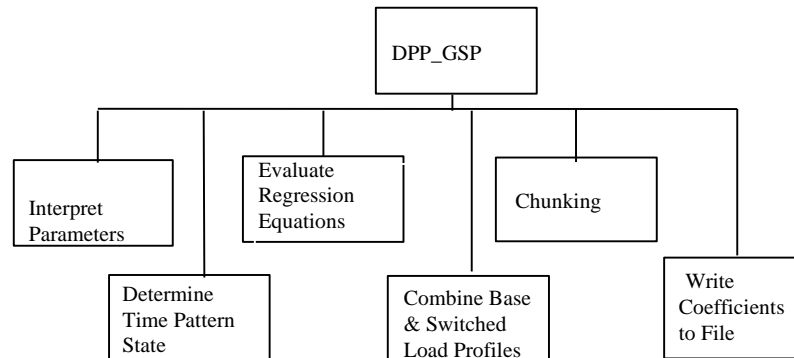 DPP_GSP
Interpret
Parameters
Determine
Time Pattern
State
Evaluate
Regression
Equations
Combine Base
& Switched
Load Profiles
Chunking
Write
Coefficients
to File